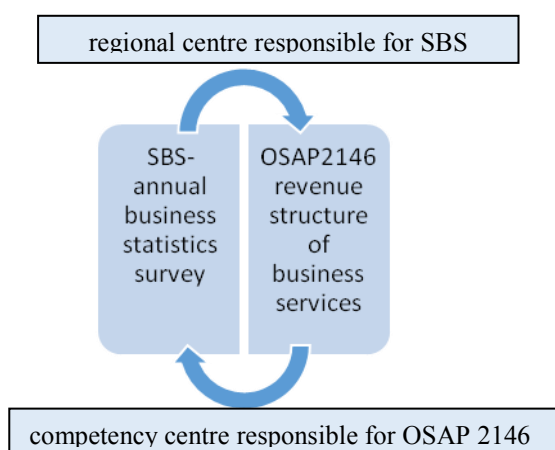 regional centre responsible for SBS
SBS-
annual
business
statistics
survey
OSAP2146
revenue
structure
of
business
services
competency centre responsible for OSAP 2146